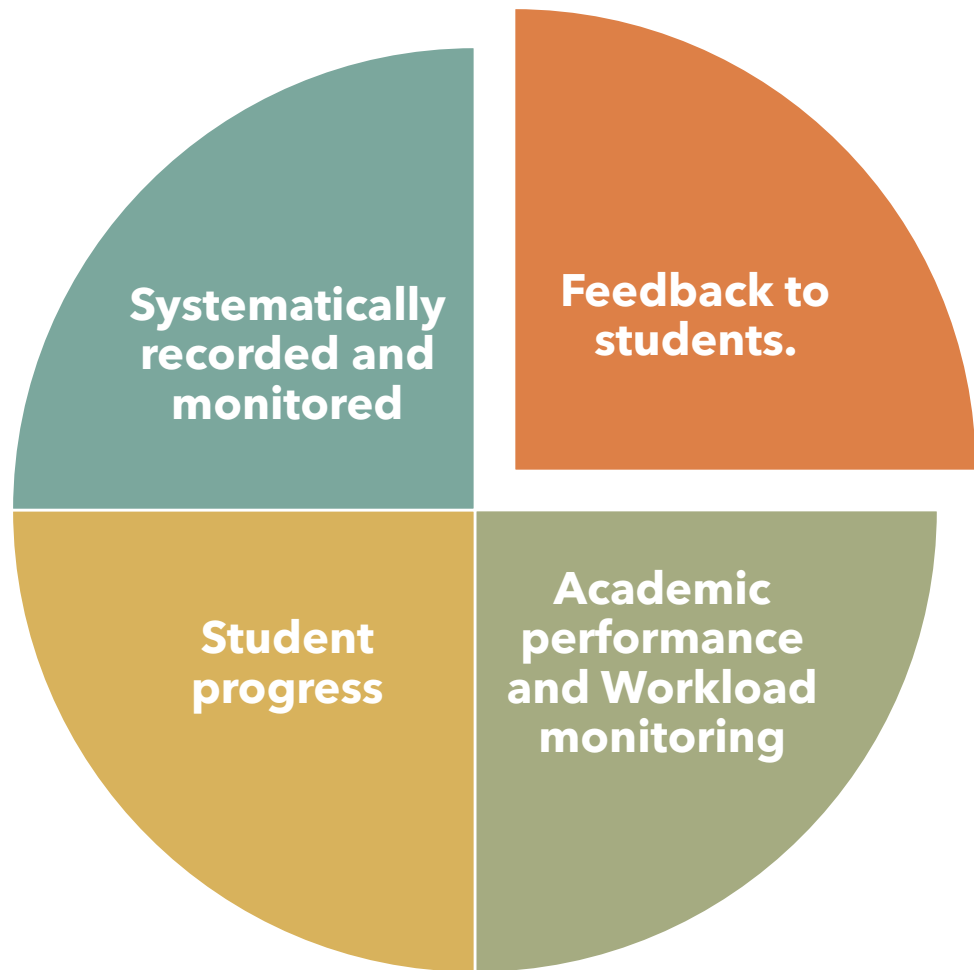 Systematically
recorded and
monitored
Feedback to
students.
Student
progress
Academic
performance
and Workload
monitoring